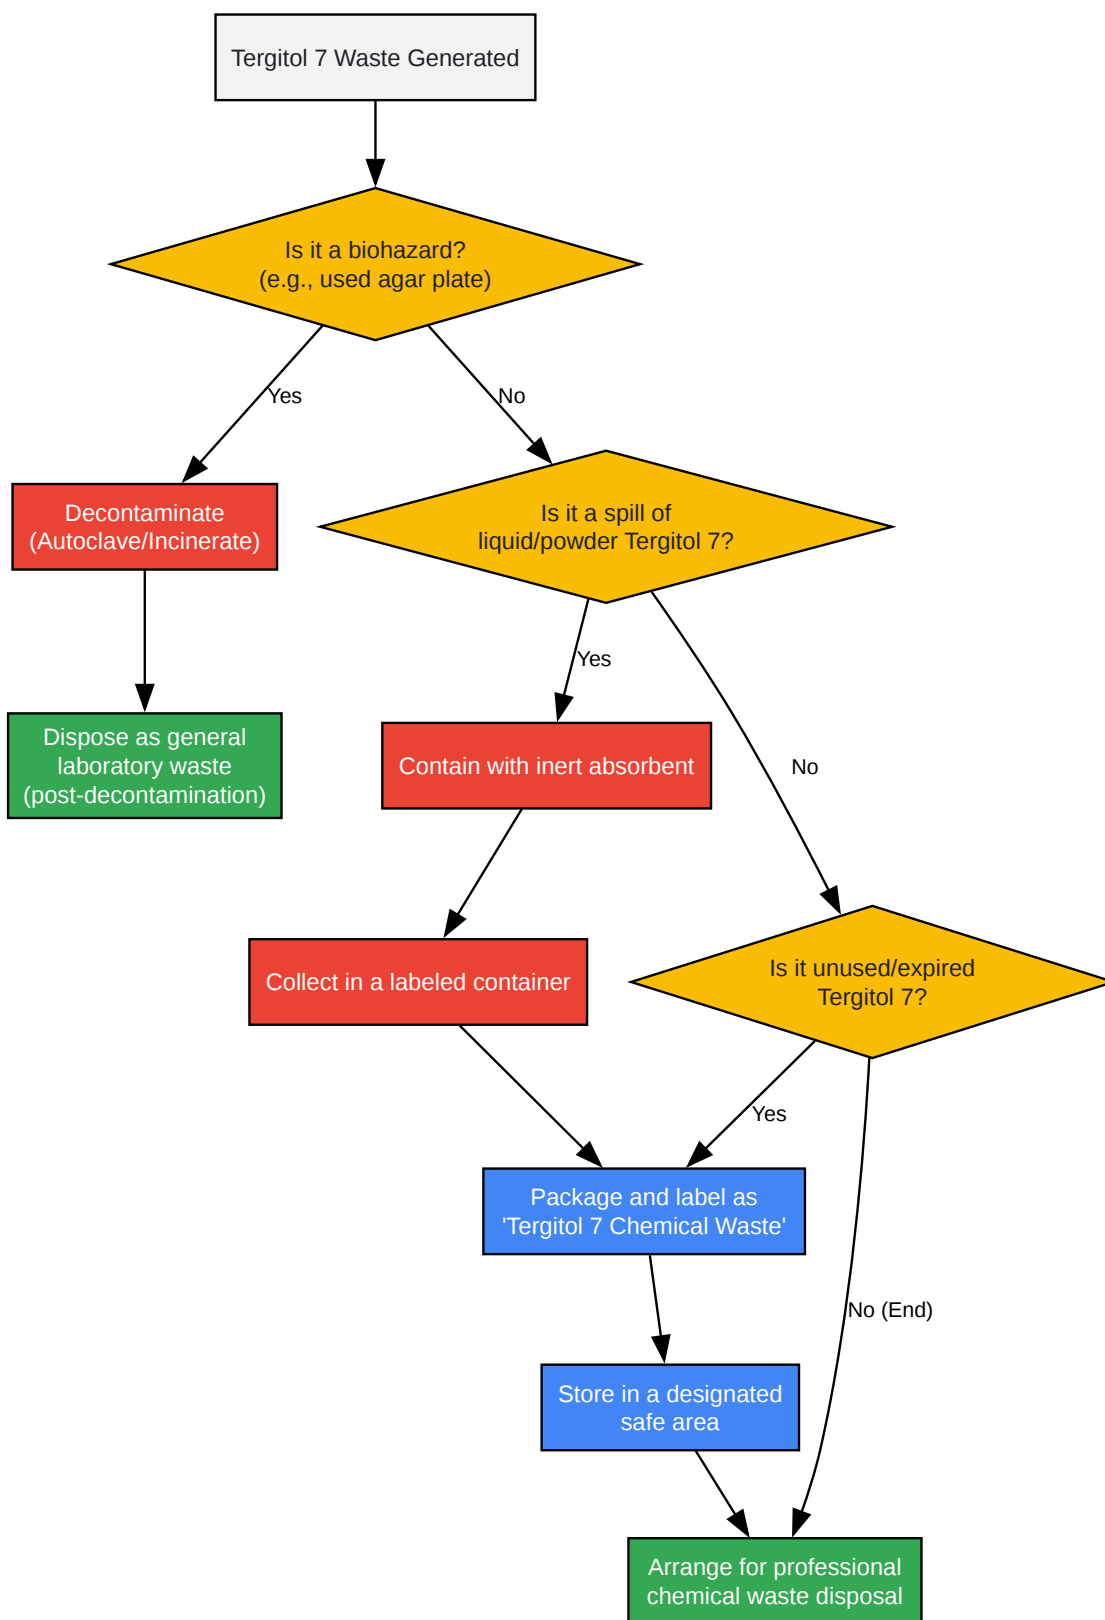 Tergitol 7 Waste Generated
Is it a biohazard?
(e.g., used agar plate)
Yes
No
Decontaminate
(Autoclave/Incinerate)
Is it a spill of
liquid/powder Tergitol 7?
Yes
No
Dispose as general
laboratory waste
(post-decontamination)
Contain with inert absorbent
Collect in a labeled container
Is it unused/expired
Tergitol 7?
Yes
No (End)
Package and label as
'Tergitol 7 Chemical Waste'
Store in a designated
safe area
Arrange for professional
chemical waste disposal